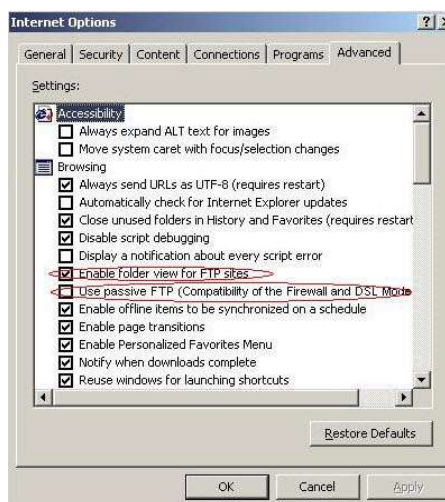 Internet Options
General Security Content Connections Programs Advanced
Settings:
Accessibility
Always expand ALT text for images
Move system caret with focus/selection changes
Browsing
Always send URLs as UTF-8 (requires restart)
Automatically check for Internet Explorer updates
Close unused folders in History and Favorites (requires restart
Disable script debugging
Display a notification about every script error
Enable folder view for FTP sites
Use passive FTP (Compatibility of the Firewall and DSL Mode
Enable offline items to be synchronized on a schedule
Enable page transitions
Enable Personalized Favorites Menu
Notify when downloads complete
Reuse windows for launching shortcuts
Restore Defaults
OK Cancel Apply